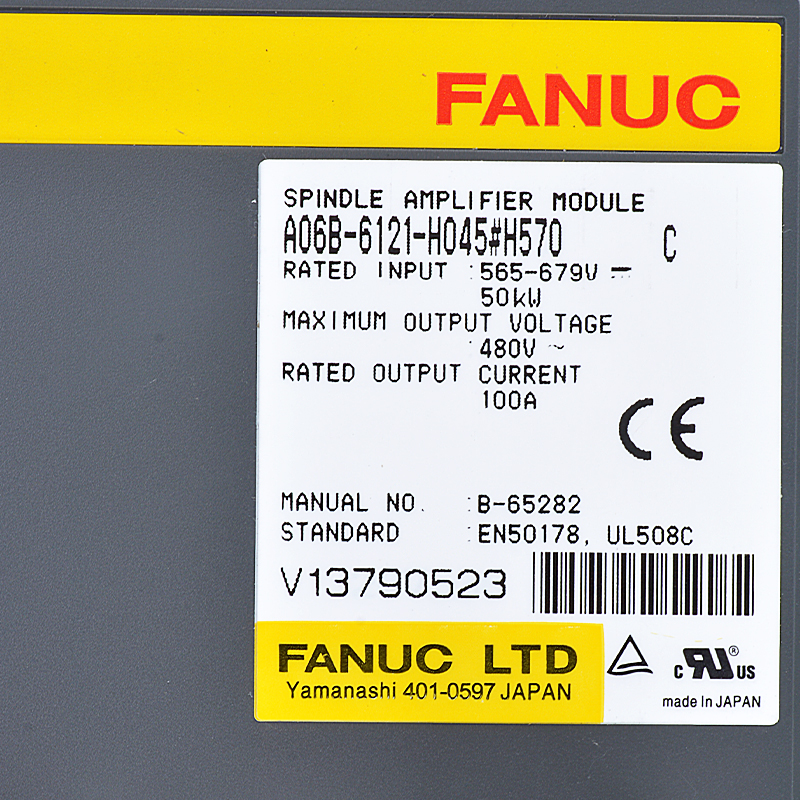 FANUC
SPINDLE AMPLIFIER MODULE
A06B-6121-H045#H570 C
RATED INPUT :565-679V ⎓
50kW
MAXIMUM OUTPUT VOLTAGE
:480V ~
RATED OUTPUT CURRENT
100A
CE
MANUAL NO. :B-65282
STANDARD :EN50178, UL508C
V13790523
FANUC LTD
Yamanashi 401-0597 JAPAN
c RU ® US
made in JAPAN